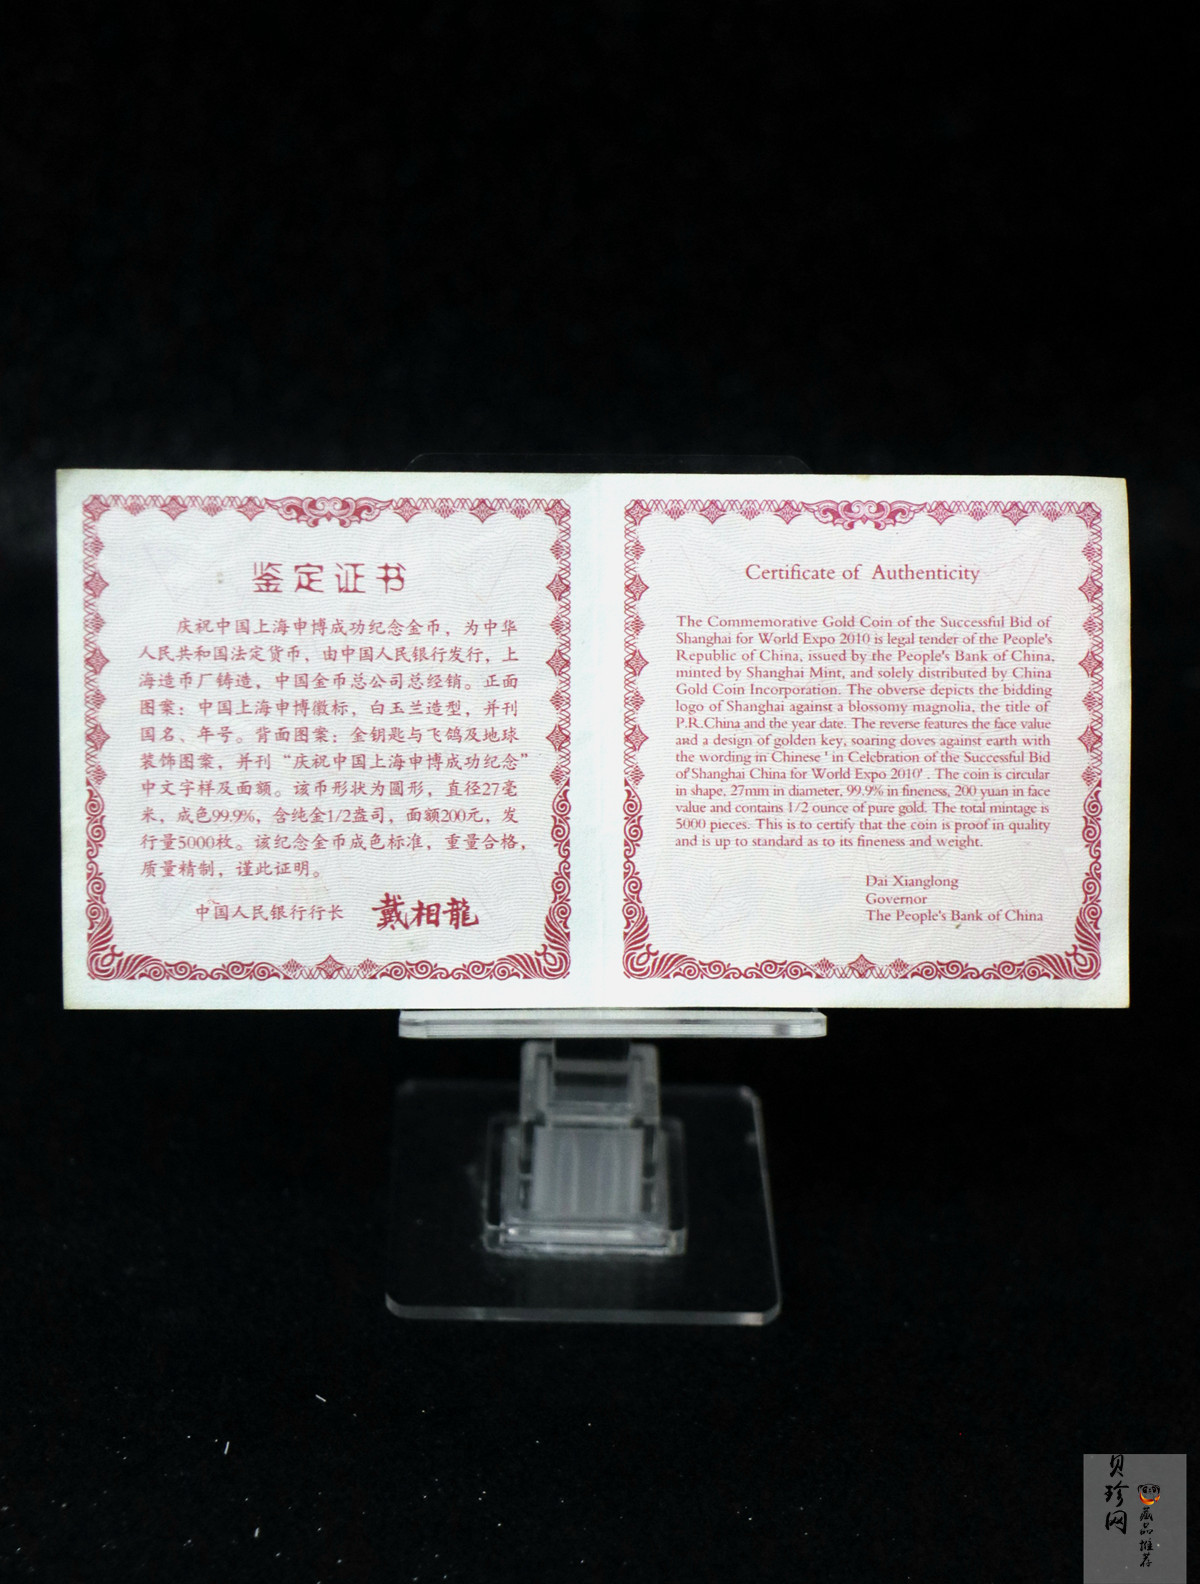 鉴定证书
庆祝中国上海申博成功纪念金币，为中华
人民共和国法定货币，由中国人民银行发行，上
海造币厂铸造，中国金币总公司总经销。正面
图案：中国上海申博徽标，白玉兰造型，并刊
国名、年号。背面图案：金钥匙与飞鸽及地球
装饰图案，并刊“庆祝中国上海申博成功纪念”
中文字样及面额。该币形状为圆形，直径27毫
米，成色99.9%，含纯金1/2盎司，面额200元，发
行量5000枚。该纪念金币成色标准，重量合格，
质量精制，谨此证明。
中国人民银行行长 戴相龍
Certificate of Authenticity
The Commemorative Gold Coin of the Successful Bid of
Shanghai for World Expo 2010 is legal tender of the People's
Republic of China, issued by the People's Bank of China,
minted by Shanghai Mint, and solely distributed by China
Gold Coin Incorporation. The obverse depicts the bidding
logo of Shanghai against a blossomy magnolia, the title of
P.R.China and the year date. The reverse features the face value
and a design of golden key, soaring doves against earth with
the wording in Chinese ' in Celebration of the Successful Bid
of Shanghai China for World Expo 2010' . The coin is circular
in shape, 27mm in diameter, 99.9% in fineness, 200 yuan in face
value and contains 1/2 ounce of pure gold. The total mintage is
5000 pieces. This is to certify that the coin is proof in quality
and is up to standard as to its fineness and weight.
Dai Xianglong
Governor
The People's Bank of China
贝珍网
藏品推荐